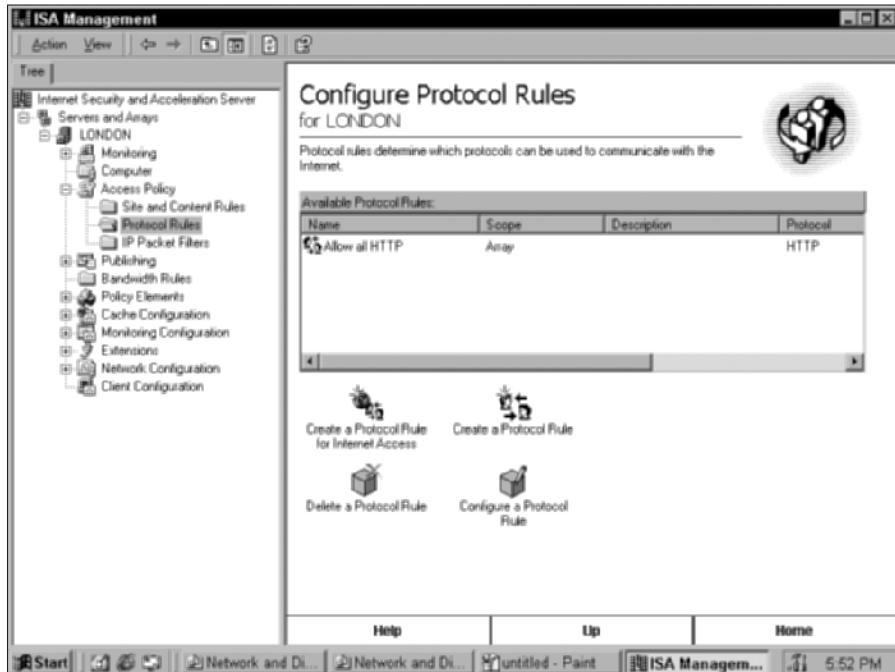 ISA Management
Action View
Tree
Internet Security and Acceleration Server
Servers and Arrays
LONDON
Monitoring
Computer
Access Policy
Site and Content Rules
Protocol Rules
IP Packet Filters
Publishing
Bandwidth Rules
Policy Elements
Cache Configuration
Monitoring Configuration
Extensions
Network Configuration
Client Configuration
Configure Protocol Rules
for LONDON
Protocol rules determine which protocols can be used to communicate with the
Internet.
Available Protocol Rules:
Name Scope Description Protocol
Allow all HTTP Array HTTP
Create a Protocol Rule
for Internet Access
Create a Protocol Rule
Delete a Protocol Rule
Configure a Protocol
Rule
Help Up Home
Start Network and Di... Network and Di... untitled - Paint ISA Managem... 5:52 PM